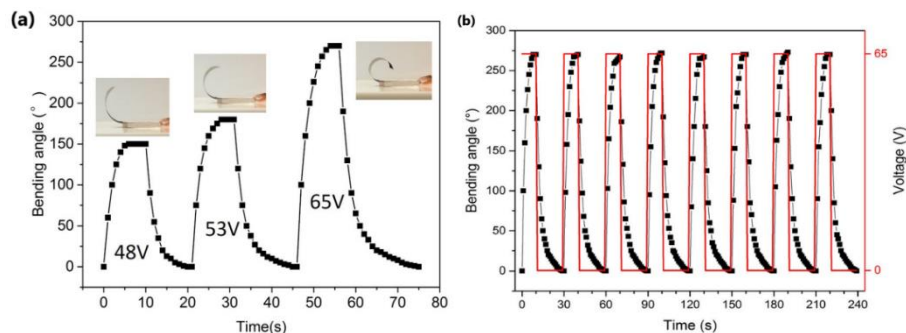 (a)
300
250
200
150
100
50
0
Bending angle (°)
48V
53V
65V
0 10 20 30 40 50 60 70 80
Time(s)
(b)
300
250
200
150
100
50
0
Bending angle (°)
65
0
Voltage (V)
0 30 60 90 120 150 180 210 240
Time (s)